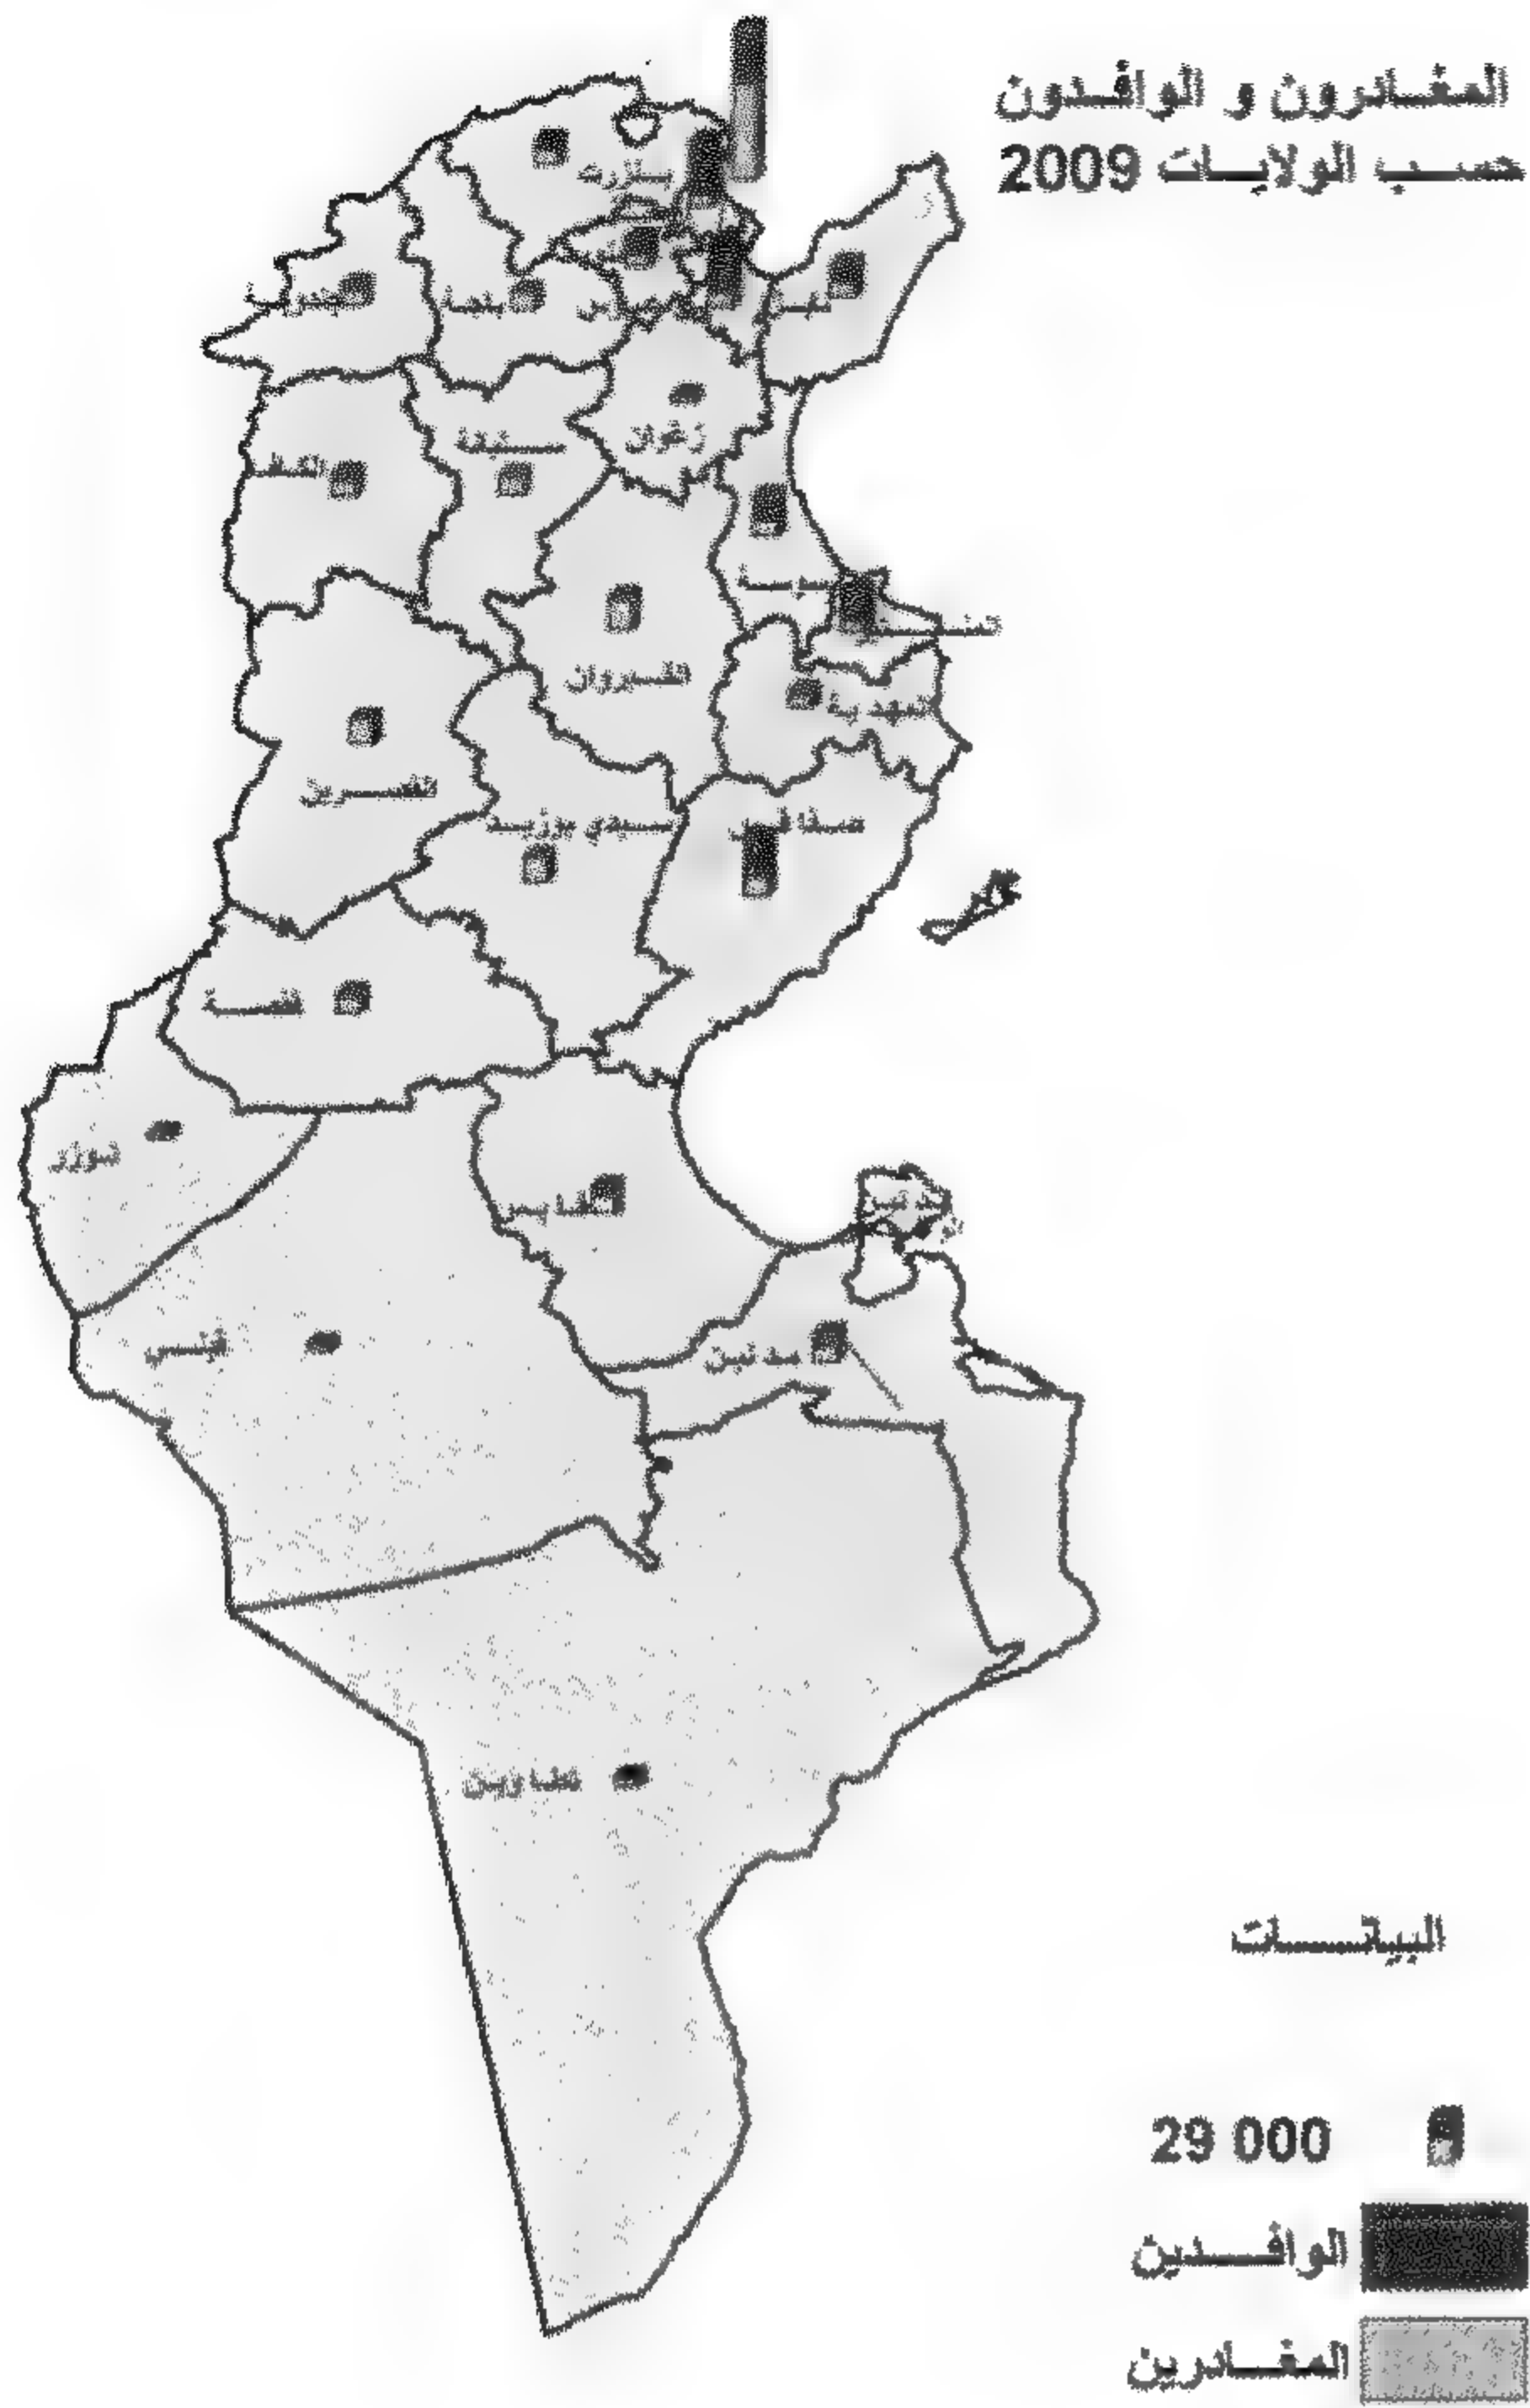 المغادرون و الوافدون
حسب الولايات 2009
بنزرت
باجة
زغوان
سليانة
الكاف
سوسة
القيروان
المهدية
القصرين
سيدي بوزيد
صفاقس
قفصة
توزر
قابس
قبلي
مدنين
تطاوين
البيانات
29 000
الوافدين
المغادرين